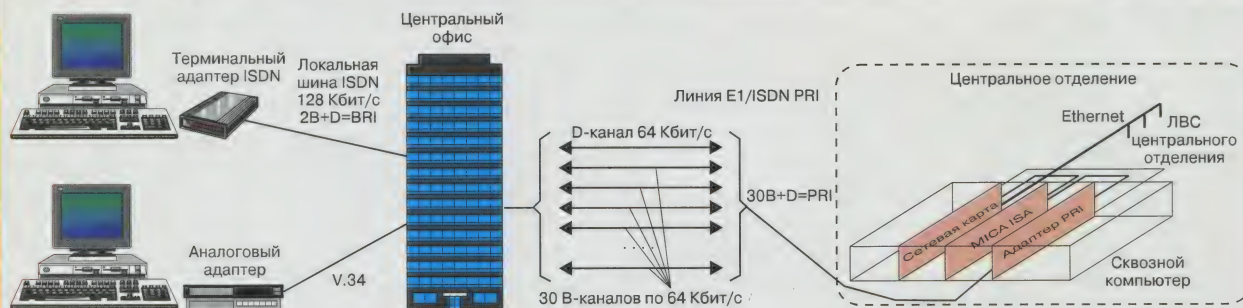 Терминальный
адаптер ISDN
Локальная
шина ISDN
128 Кбит/с
2B+D=BRI
Аналоговый
адаптер
V.34
Центральный
офис
Линия E1/ISDN PRI
D-канал 64 Кбит/с
30 В-каналов по 64 Кбит/с
30B+D=PRI
Центральное отделение
Ethernet
ЛВС
центрального
отделения
Сетевая карта
MICA ISA
Адаптер PRI
Сквозной
компьютер